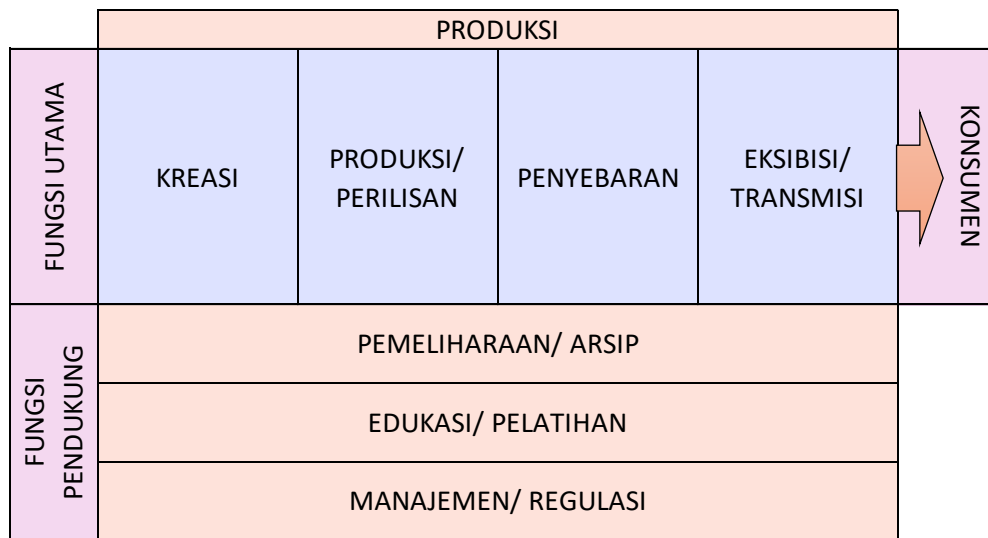 PRODUKSI
FUNGSI UTAMA
KREASI
PRODUKSI/
PERILISAN
PENYEBARAN
EKSIBISI/
TRANSMISI
KONSUMEN
FUNGSI
PENDUKUNG
PEMELIHARAAN/ ARSIP
EDUKASI/ PELATIHAN
MANAJEMEN/ REGULASI